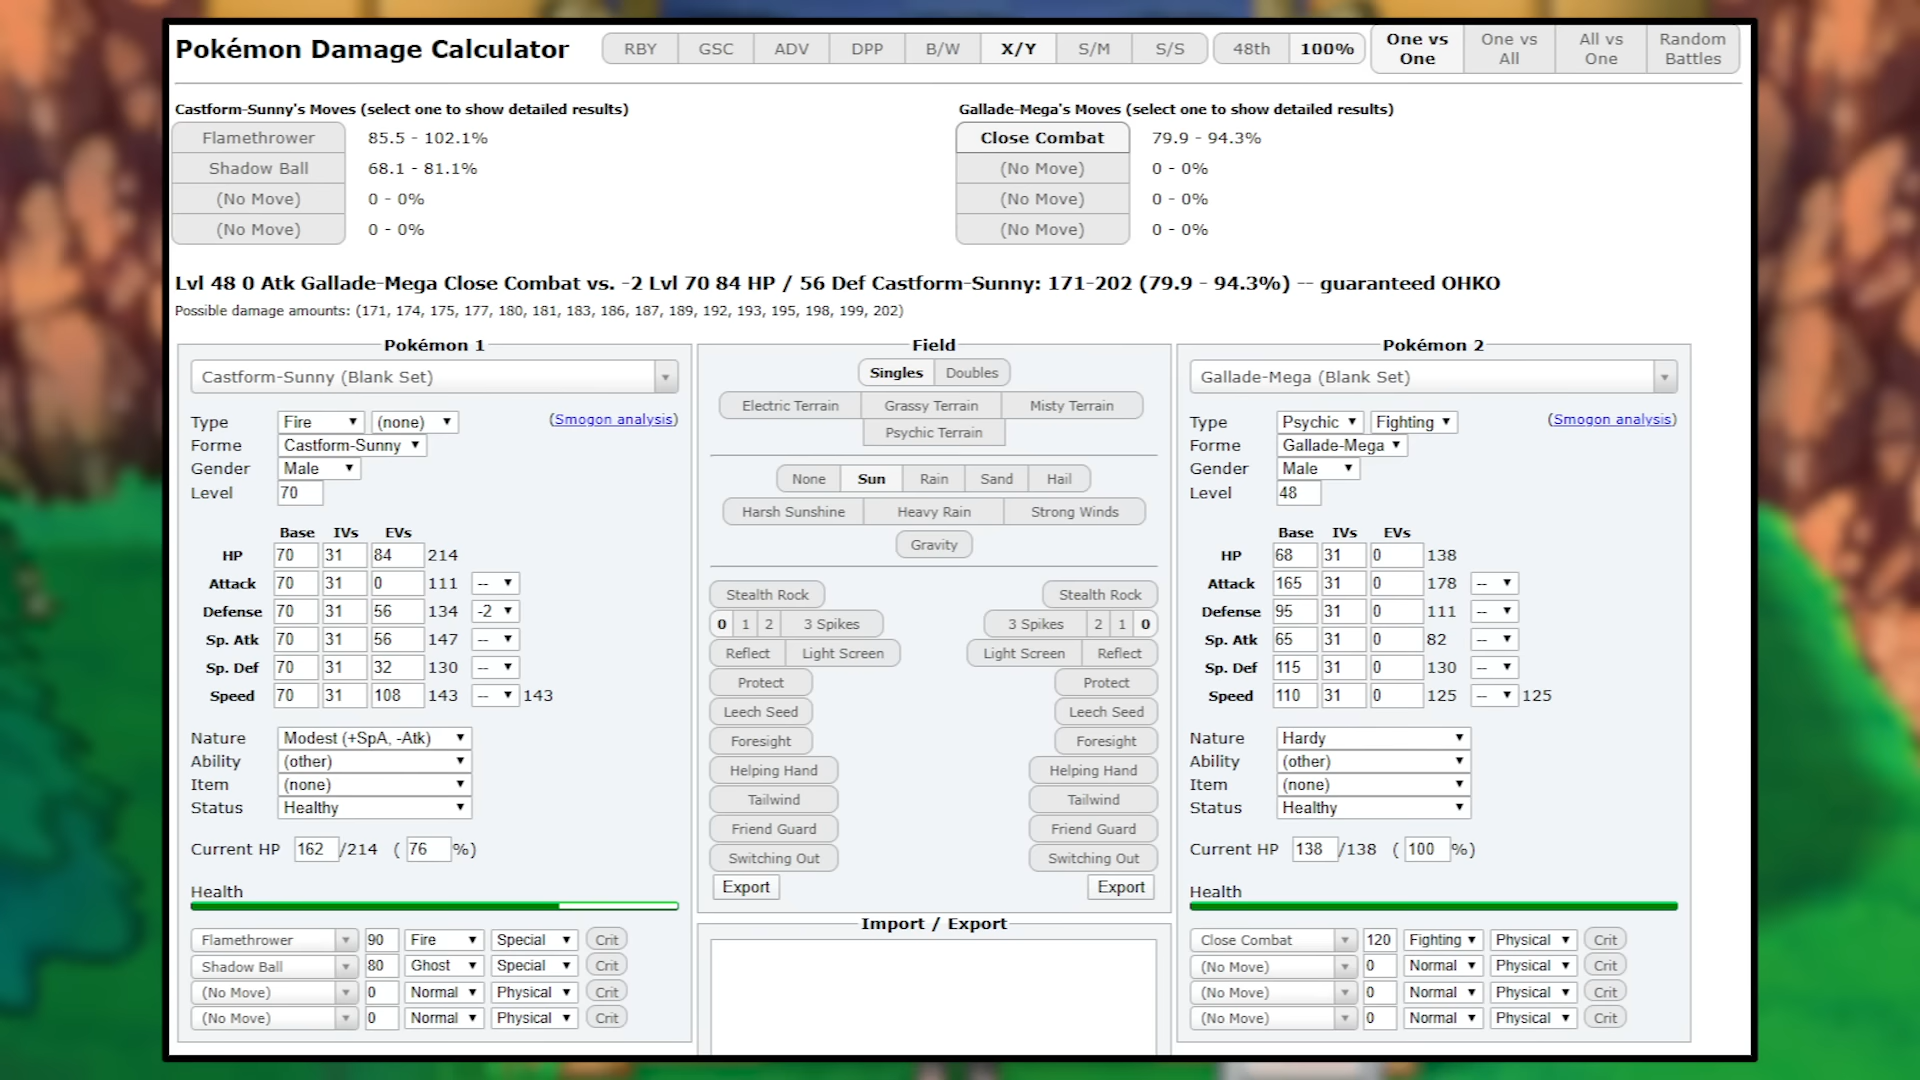 Pokémon Damage Calculator
RBY GSC ADV DPP B/W X/Y S/M S/S 48th 100% One vs One One vs All All vs One Random Battles
Castform-Sunny's Moves (select one to show detailed results)
Flamethrower 85.5 - 102.1%
Shadow Ball 68.1 - 81.1%
(No Move) 0 - 0%
(No Move) 0 - 0%
Gallade-Mega's Moves (select one to show detailed results)
Close Combat 79.9 - 94.3%
(No Move) 0 - 0%
(No Move) 0 - 0%
(No Move) 0 - 0%
Lvl 48 0 Atk Gallade-Mega Close Combat vs. -2 Lvl 70 84 HP / 56 Def Castform-Sunny: 171-202 (79.9 - 94.3%) -- guaranteed OHKO
Possible damage amounts: (171, 174, 175, 177, 180, 181, 183, 186, 187, 189, 192, 193, 195, 198, 199, 202)
Pokémon 1
Castform-Sunny (Blank Set)
Type Fire (none) (Smogon analysis)
Forme Castform-Sunny
Gender Male
Level 70
Base IVs EVs
HP 70 31 84 214
Attack 70 31 0 111 --
Defense 70 31 56 134 -2
Sp. Atk 70 31 56 147 --
Sp. Def 70 31 32 130 --
Speed 70 31 108 143 -- 143
Nature Modest (+SpA, -Atk)
Ability (other)
Item (none)
Status Healthy
Current HP 162 /214 ( 76 %)
Health
Flamethrower 90 Fire Special Crit
Shadow Ball 80 Ghost Special Crit
(No Move) 0 Normal Physical Crit
(No Move) 0 Normal Physical Crit
Field
Singles Doubles
Electric Terrain Grassy Terrain Misty Terrain
Psychic Terrain
None Sun Rain Sand Hail
Harsh Sunshine Heavy Rain Strong Winds
Gravity
Stealth Rock Stealth Rock
0 1 2 3 Spikes 3 Spikes 2 1 0
Reflect Light Screen Light Screen Reflect
Protect Protect
Leech Seed Leech Seed
Foresight Foresight
Helping Hand Helping Hand
Tailwind Tailwind
Friend Guard Friend Guard
Switching Out Switching Out
Export Export
Import / Export
Pokémon 2
Gallade-Mega (Blank Set)
Type Psychic Fighting (Smogon analysis)
Forme Gallade-Mega
Gender Male
Level 48
Base IVs EVs
HP 68 31 0 138
Attack 165 31 0 178 --
Defense 95 31 0 111 --
Sp. Atk 65 31 0 82 --
Sp. Def 115 31 0 130 --
Speed 110 31 0 125 -- 125
Nature Hardy
Ability (other)
Item (none)
Status Healthy
Current HP 138 /138 ( 100 %)
Health
Close Combat 120 Fighting Physical Crit
(No Move) 0 Normal Physical Crit
(No Move) 0 Normal Physical Crit
(No Move) 0 Normal Physical Crit